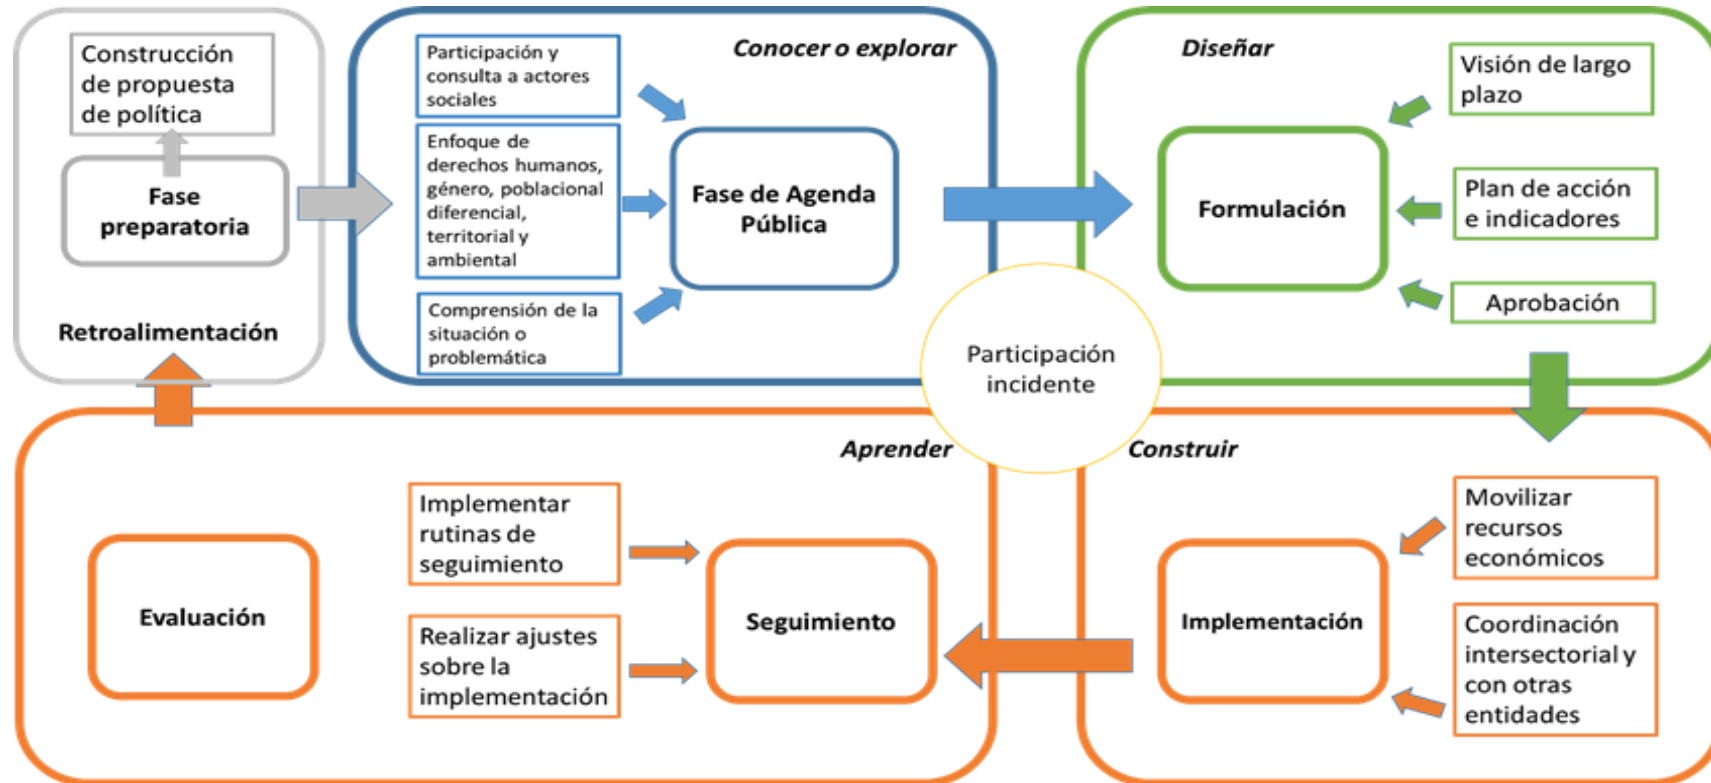 Construcción
de propuesta
de política
Fase
preparatoria
Retroalimentación
Conocer o explorar
Participación y
consulta a actores
sociales
Enfoque de
derechos humanos,
género, poblacional
diferencial,
territorial y
ambiental
Comprensión de la
situación o
problemática
Fase de Agenda
Pública
Diseñar
Formulación
Visión de largo
plazo
Plan de acción
e indicadores
Aprobación
Participación
incidente
Aprender
Evaluación
Implementar
rutinas de
seguimiento
Realizar ajustes
sobre la
implementación
Seguimiento
Construir
Implementación
Movilizar
recursos
económicos
Coordinación
intersectorial y
con otras
entidades